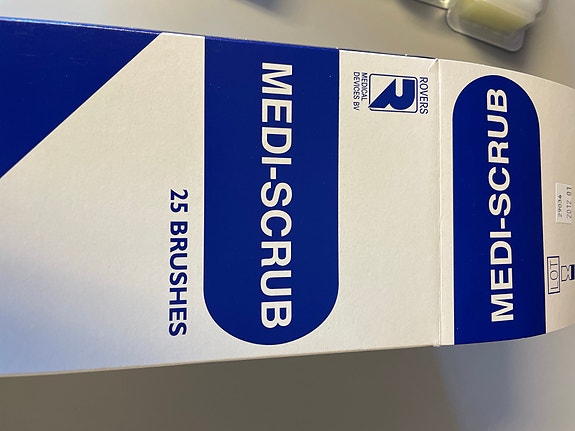 ROVERS
MEDICAL
DEVICES BV
MEDI-SCRUB
25 BRUSHES
MEDI-SCRUB
LOT
2012 01